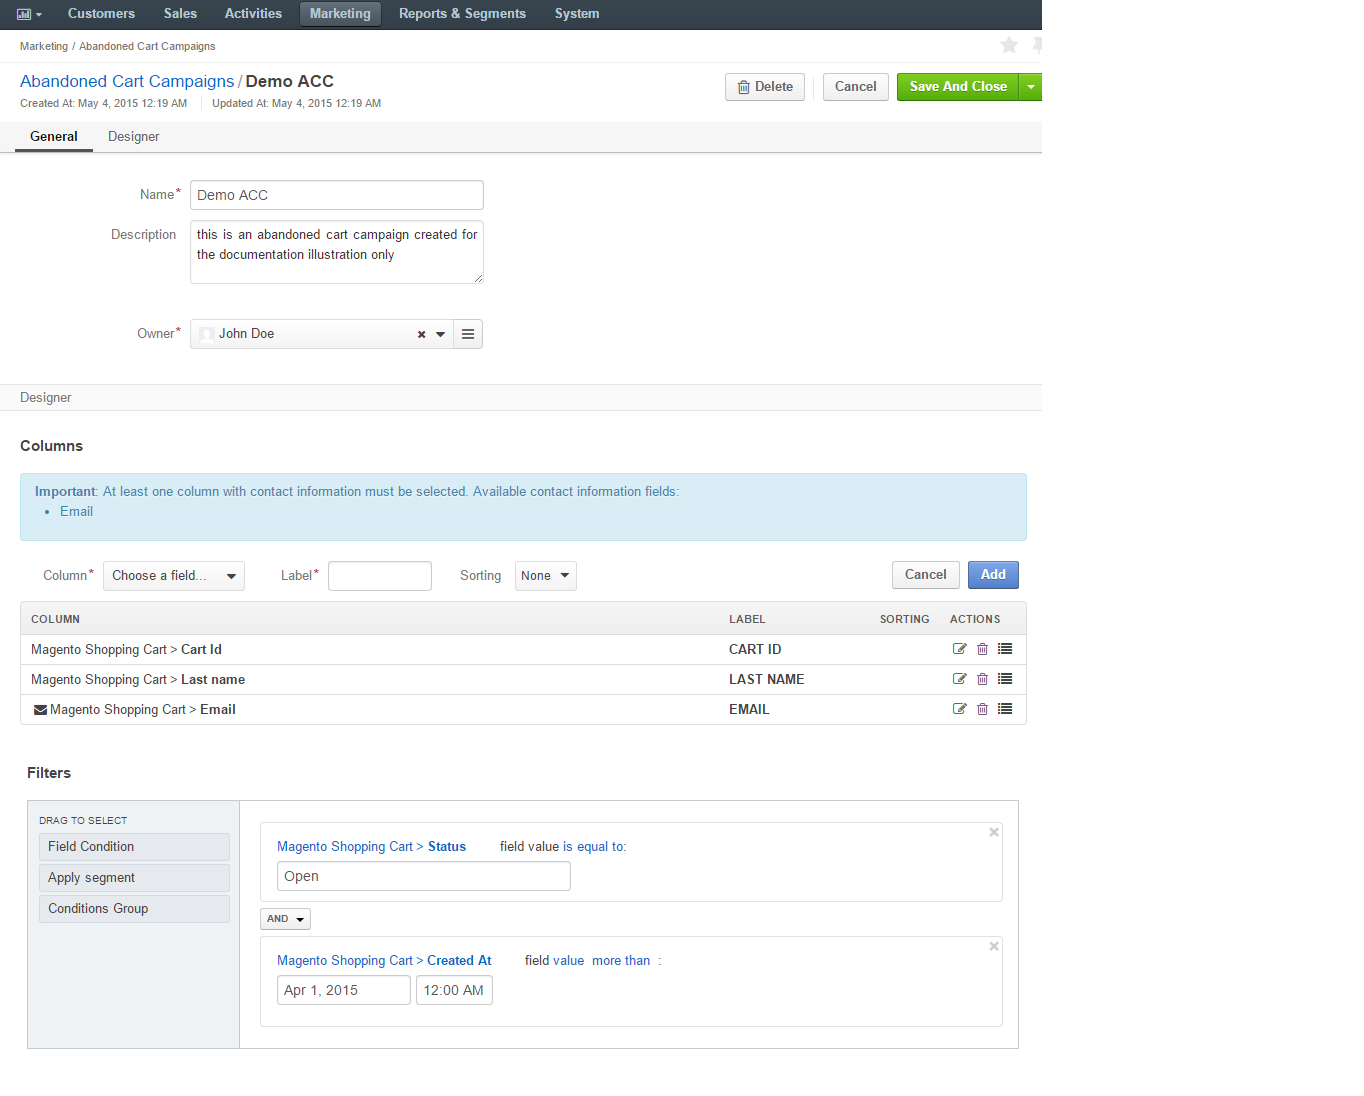 Customers Sales Activities Marketing Reports & Segments System
Marketing / Abandoned Cart Campaigns
Abandoned Cart Campaigns / Demo ACC
Delete Cancel Save And Close
Created At: May 4, 2015 12:19 AM Updated At: May 4, 2015 12:19 AM
General Designer
Name* Demo ACC
Description this is an abandoned cart campaign created for
the documentation illustration only
Owner* John Doe
Designer
Columns
Important: At least one column with contact information must be selected. Available contact information fields:
• Email
Column* Choose a field... Label* Sorting None Cancel Add
COLUMN LABEL SORTING ACTIONS
Magento Shopping Cart > Cart Id CART ID
Magento Shopping Cart > Last name LAST NAME
Magento Shopping Cart > Email EMAIL
Filters
DRAG TO SELECT
Field Condition
Apply segment
Conditions Group
Magento Shopping Cart > Status field value is equal to:
Open
AND
Magento Shopping Cart > Created At field value more than :
Apr 1, 2015 12:00 AM